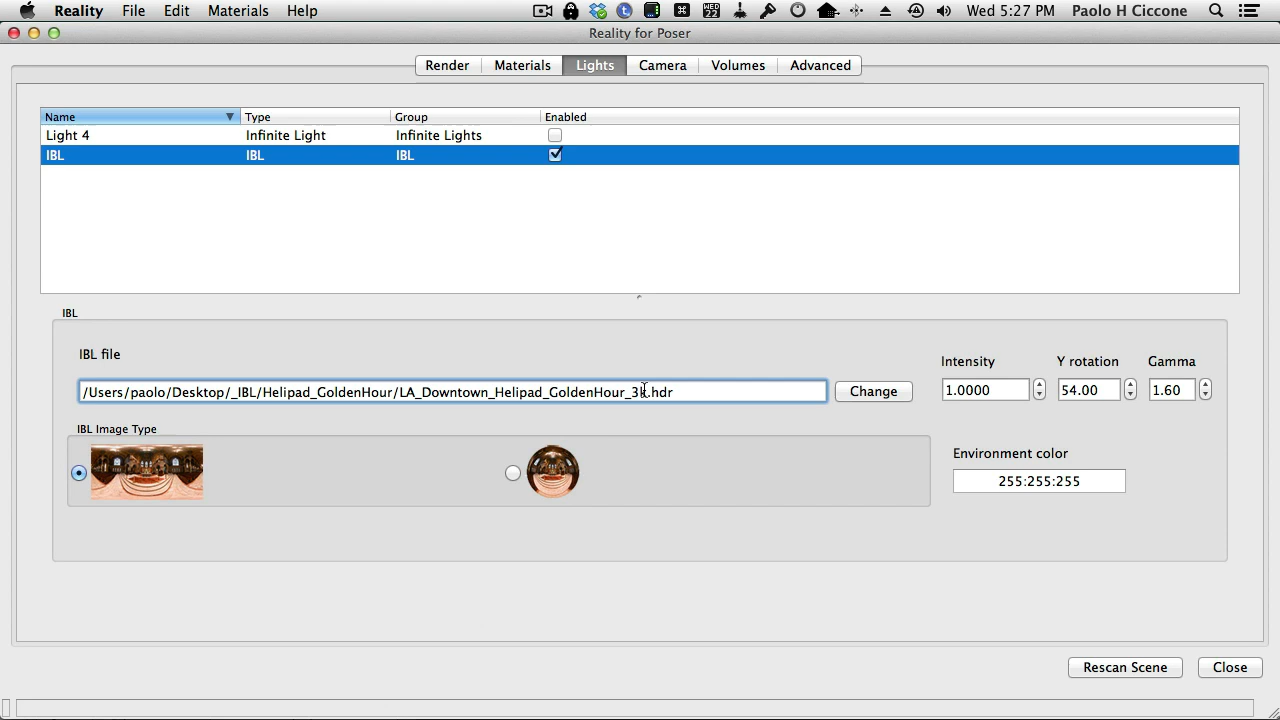 Reality File Edit Materials Help Wed 5:27 PM Paolo H Ciccone
Reality for Poser
Render Materials Lights Camera Volumes Advanced
Name Type Group Enabled
Light 4 Infinite Light Infinite Lights
IBL IBL IBL
IBL
IBL file
Intensity Y rotation Gamma
/Users/paolo/Desktop/_IBL/Helipad_GoldenHour/LA_Downtown_Helipad_GoldenHour_3k.hdr Change 1.0000 54.00 1.60
IBL Image Type
Environment color
255:255:255
Rescan Scene Close